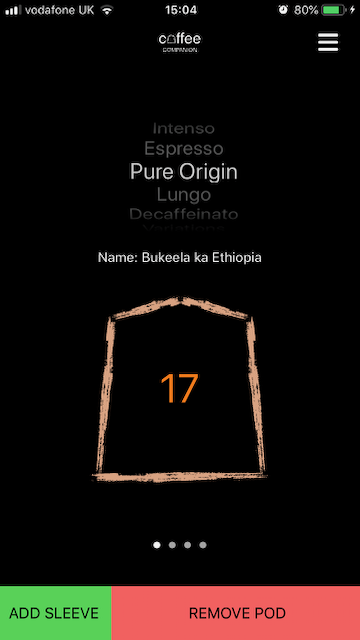 vodafone UK 15:04 80%
coffee
COMPANION
Intenso
Espresso
Pure Origin
Lungo
Decaffeinato
Variations
Name: Bukeela ka Ethiopia
17
ADD SLEEVE REMOVE POD